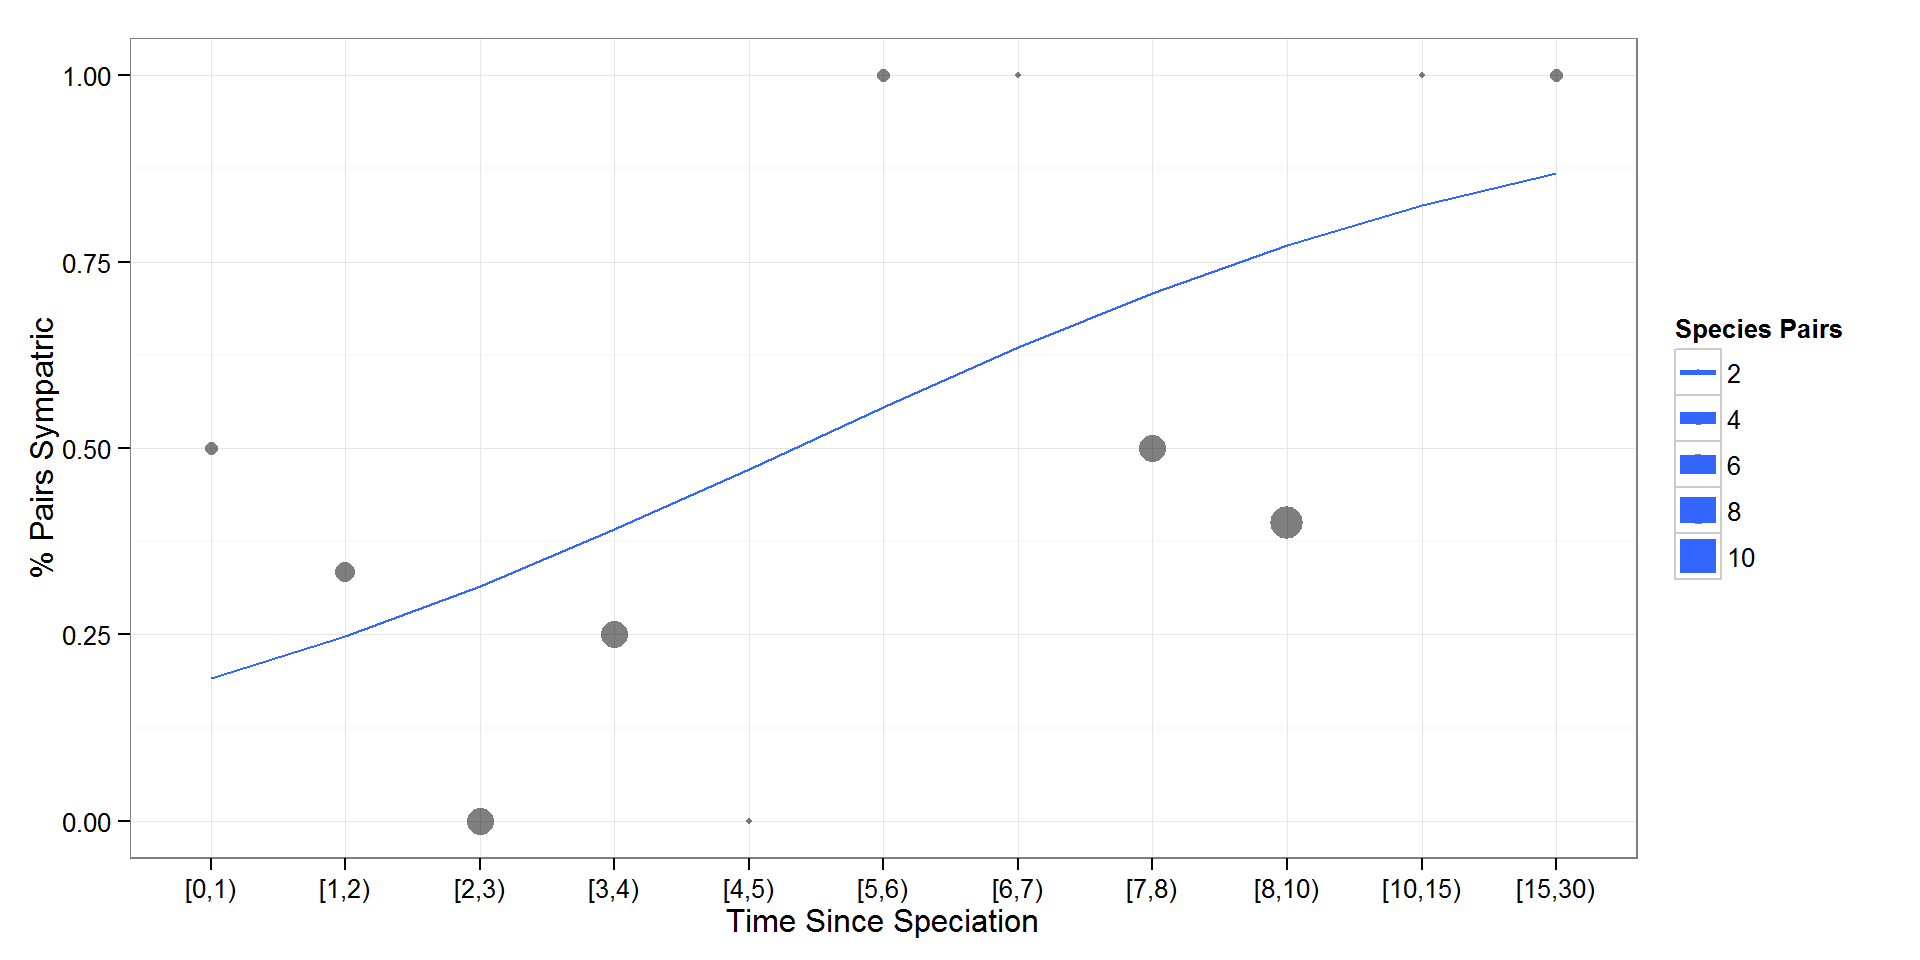 % Pairs Sympatric
1.00
0.75
0.50
0.25
0.00
[0,1) [1,2) [2,3) [3,4) [4,5) [5,6) [6,7) [7,8) [8,10) [10,15) [15,30)
Time Since Speciation
Species Pairs
2
4
6
8
10